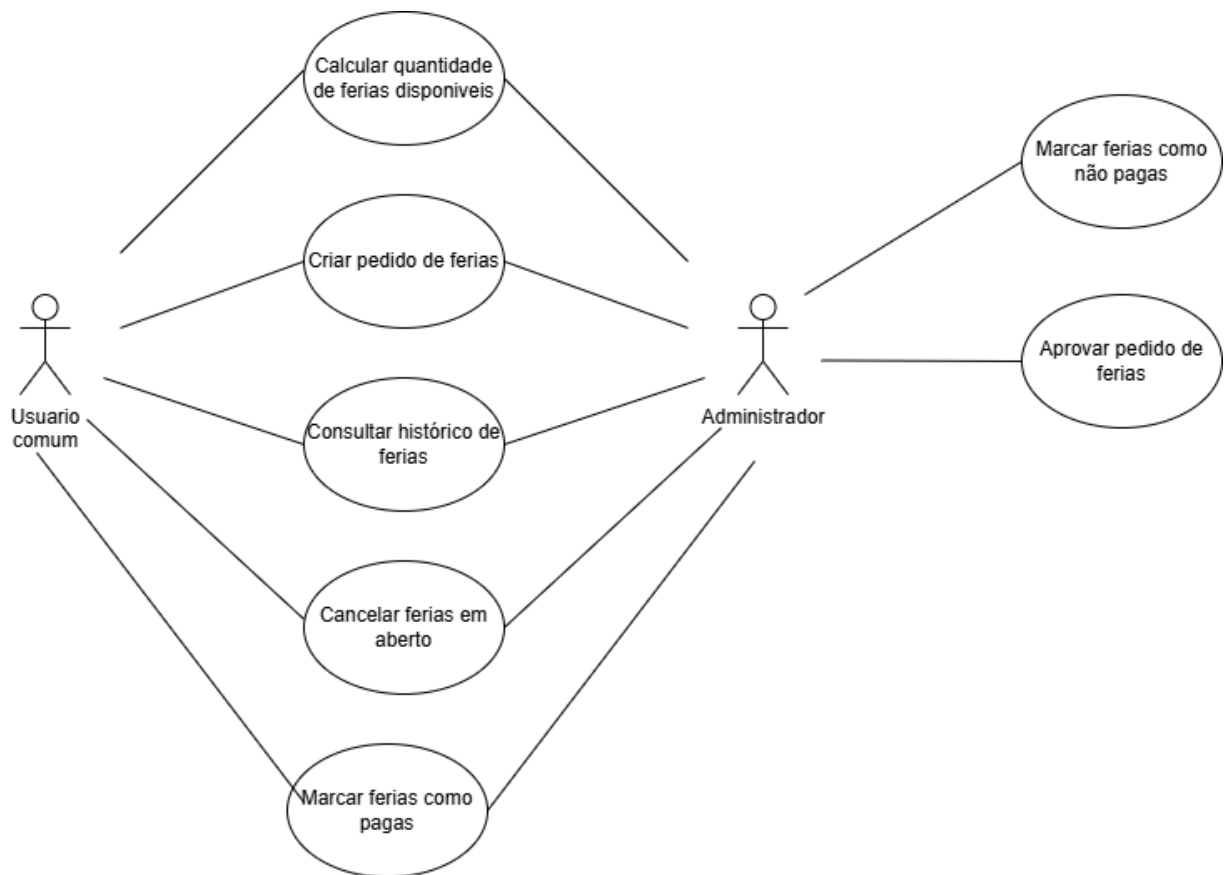 Calcular quantidade
de ferias disponiveis
Marcar ferias como
não pagas
Criar pedido de ferias
Aprovar pedido de
ferias
Usuario
comum
Administrador
Consultar histórico de
ferias
Cancelar ferias em
aberto
Marcar ferias como
pagas